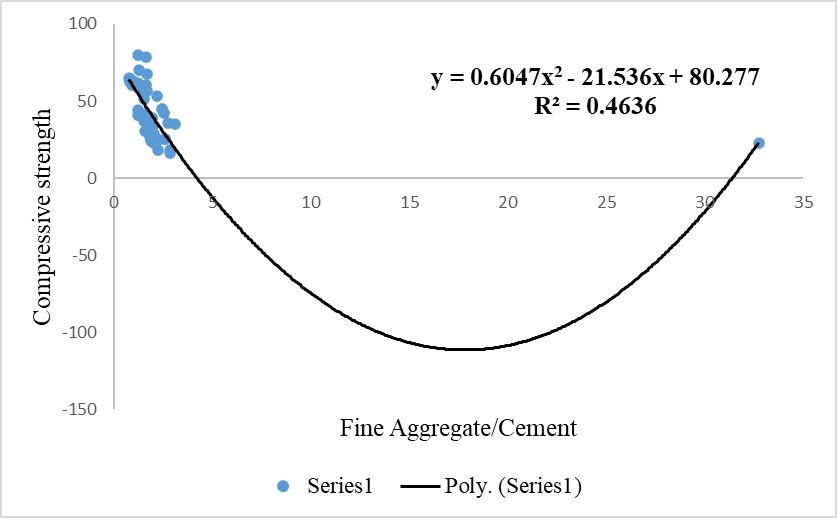 100
50
0
-50
-100
-150
0
5
10
15
20
25
30
35
y = 0.6047x² - 21.536x + 80.277
R² = 0.4636
Compressive strength
Fine Aggregate/Cement
Series1
Poly. (Series1)